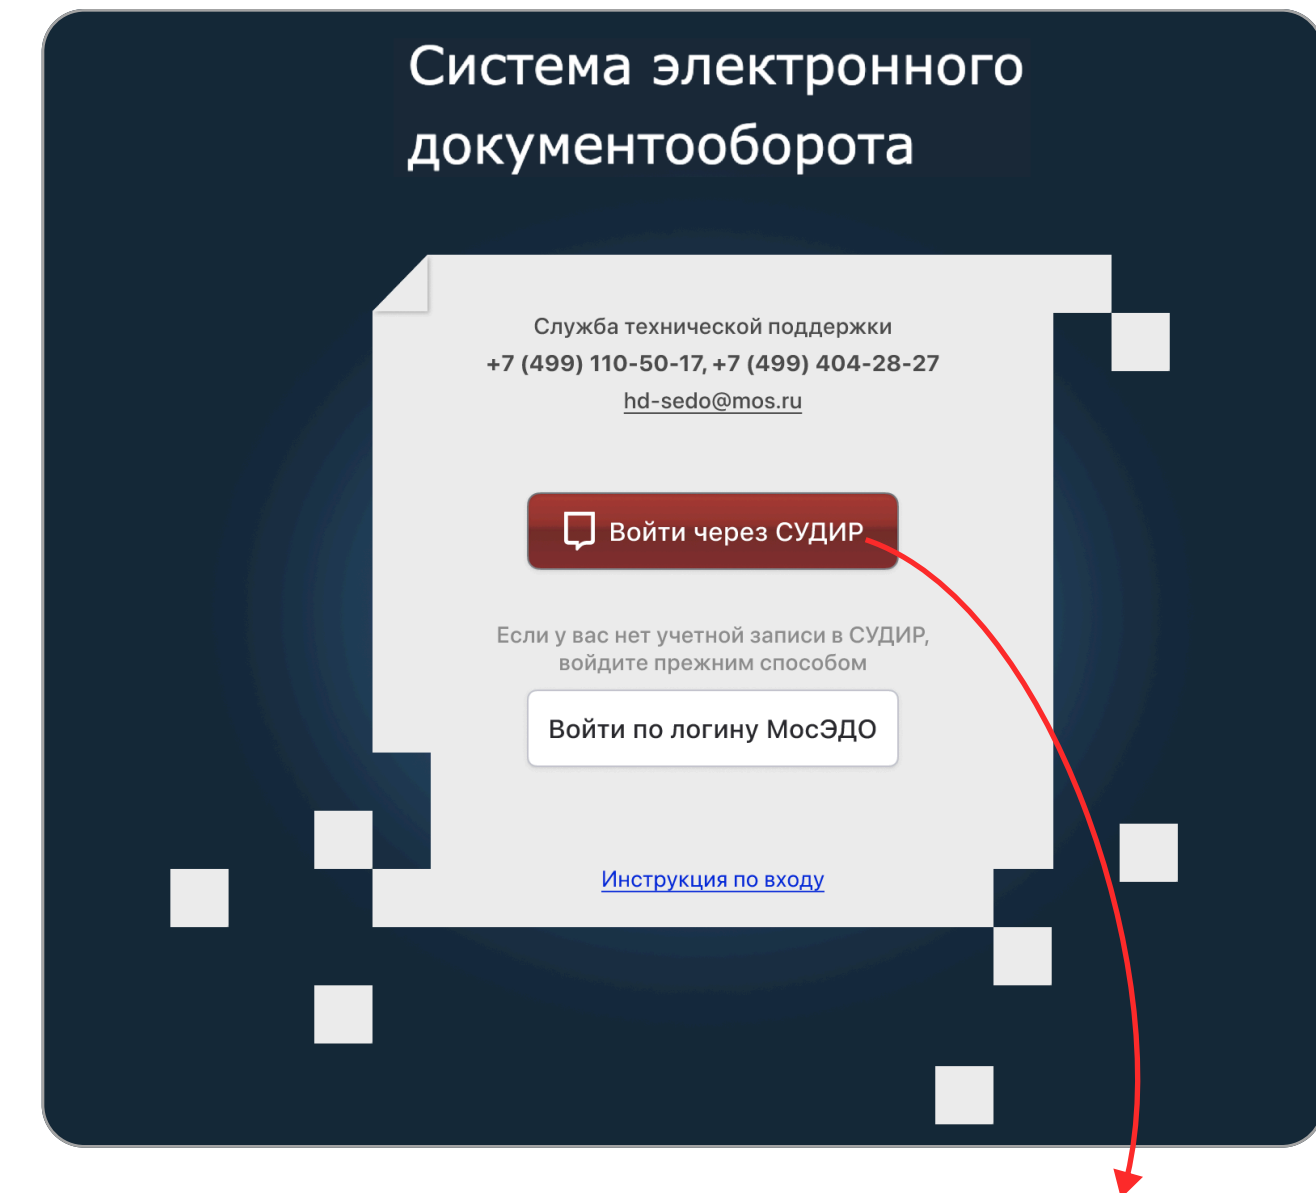 Система электронного
документооборота
Служба технической поддержки
+7 (499) 110-50-17, +7 (499) 404-28-27
hd-sedo@mos.ru
Войти через СУДИР
Если у вас нет учетной записи в СУДИР,
войдите прежним способом
Войти по логину МосЭДО
Инструкция по входу